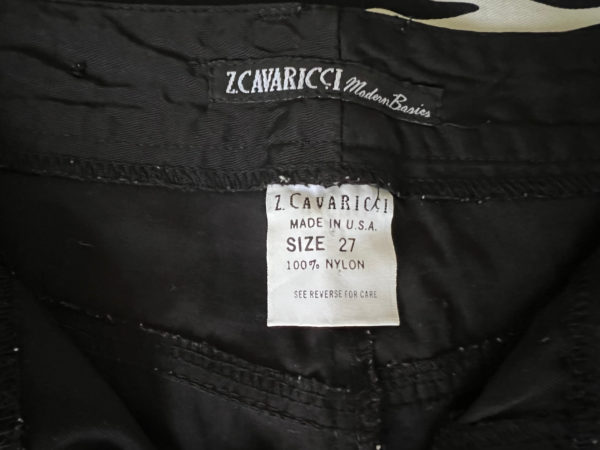 Z.CAVARICCI Modern Basics
Z. CAVARICCI
MADE IN U.S.A.
SIZE 27
100% NYLON
SEE REVERSE FOR CARE